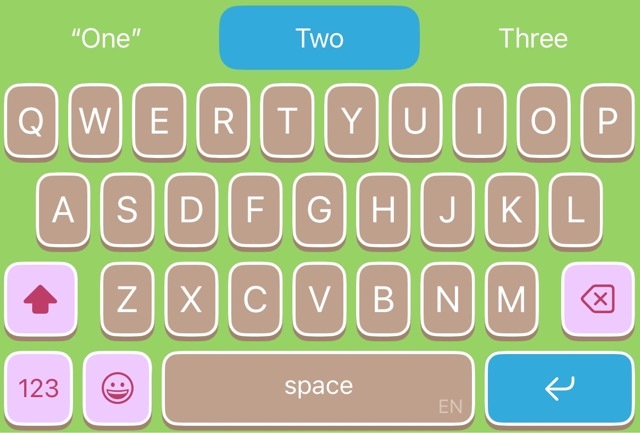 “One” Two Three
Q W E R T Y U I O P
A S D F G H J K L
Z X C V B N M
123 space EN